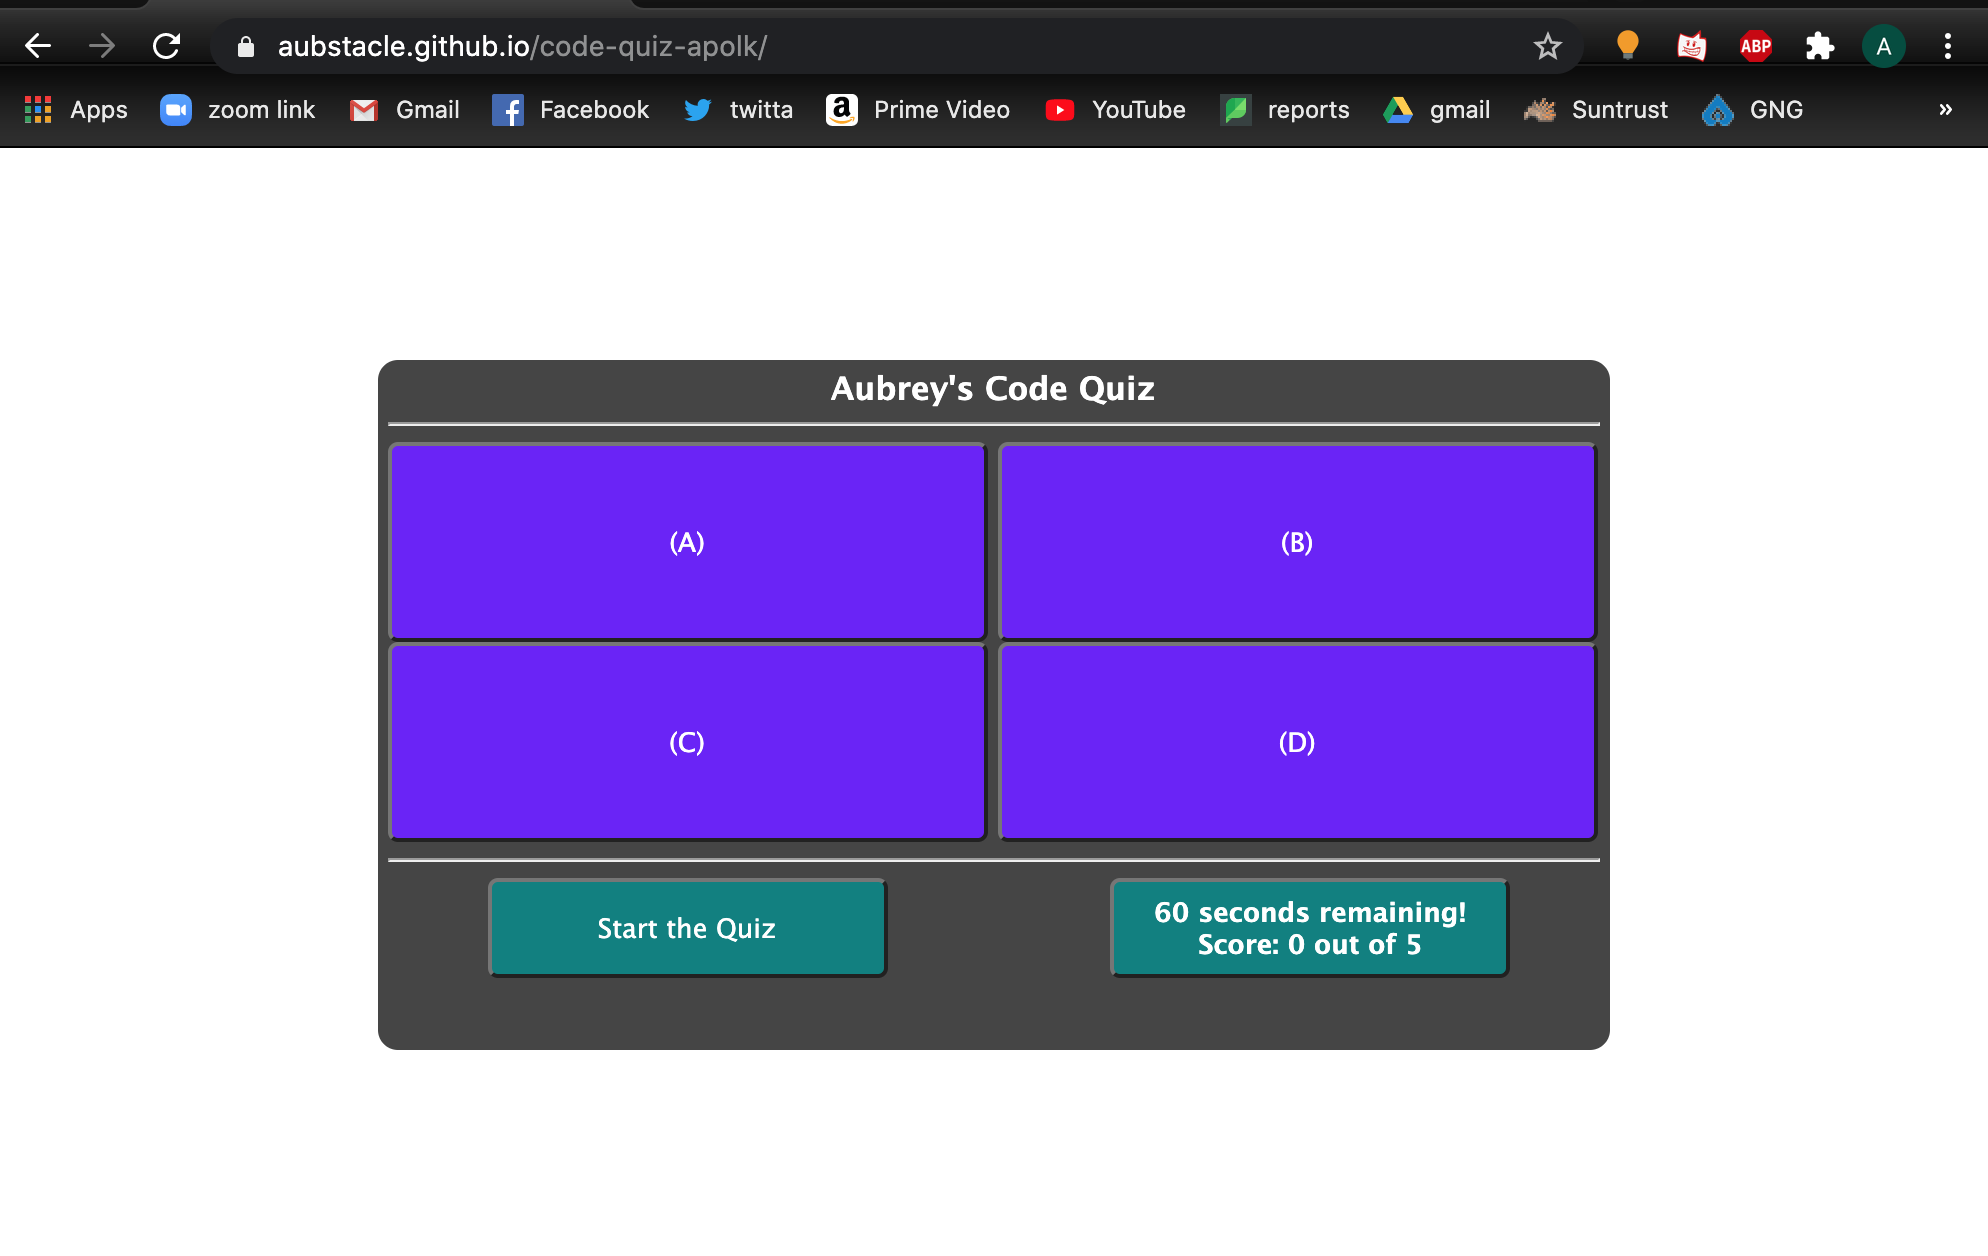 aubstacle.github.io/code-quiz-apolk/
ABP
A
Apps
zoom link
Gmail
Facebook
twitta
a
Prime Video
YouTube
reports
gmail
Suntrust
GNG
»
Aubrey's Code Quiz
(A)
(B)
(C)
(D)
Start the Quiz
60 seconds remaining!
Score: 0 out of 5